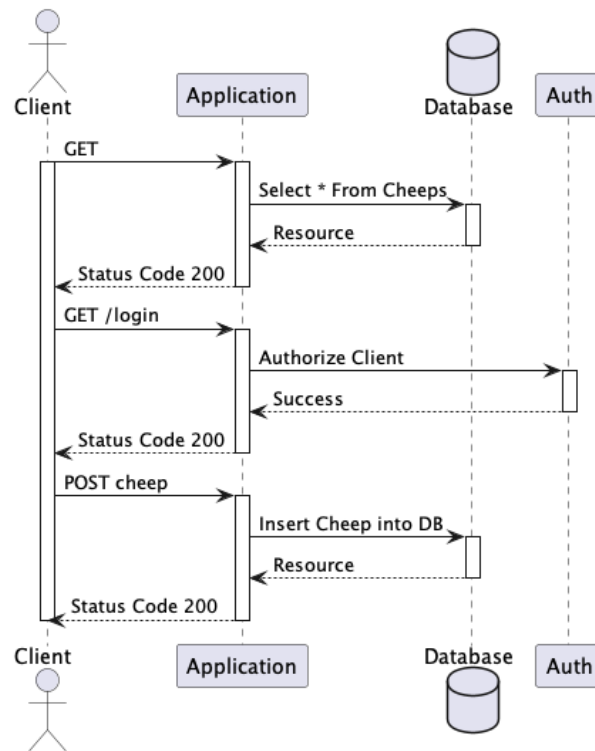 Client
Application
Database
Auth
GET
Select * From Cheeps
Resource
Status Code 200
GET /login
Authorize Client
Success
Status Code 200
POST cheep
Insert Cheep into DB
Resource
Status Code 200
Client
Application
Database
Auth